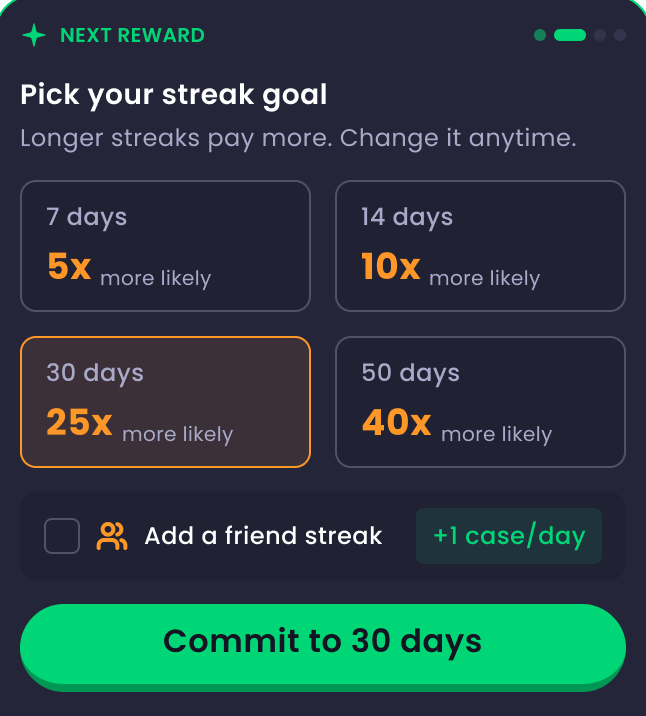 NEXT REWARD
Pick your streak goal
Longer streaks pay more. Change it anytime.
7 days
5x more likely
14 days
10x more likely
30 days
25x more likely
50 days
40x more likely
Add a friend streak
+1 case/day
Commit to 30 days